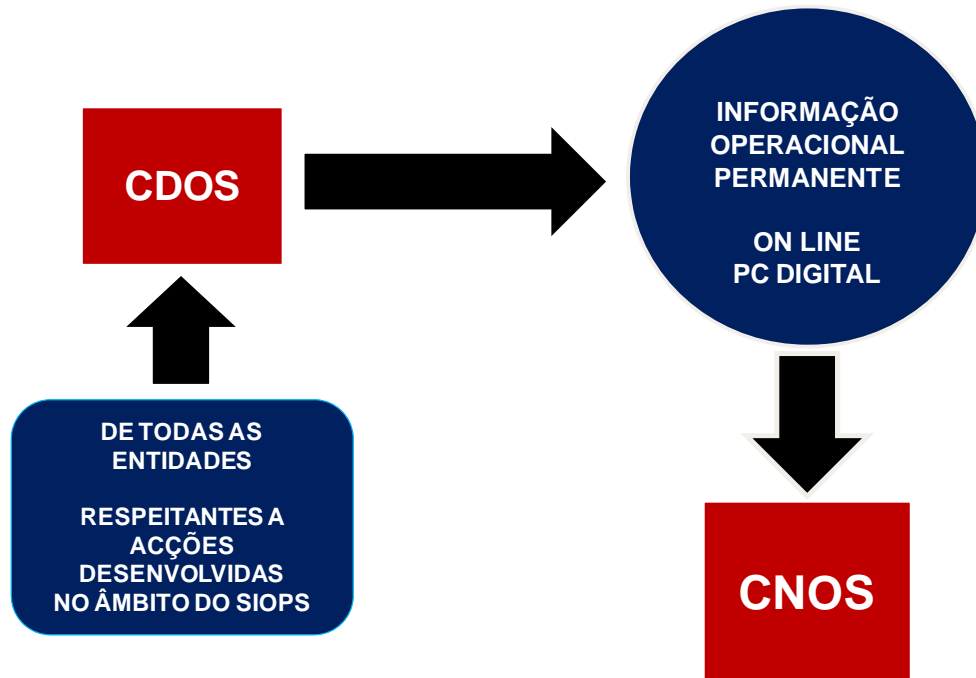 CDOS
INFORMAÇÃO
OPERACIONAL
PERMANENTE
ON LINE
PC DIGITAL
DE TODAS AS
ENTIDADES
RESPEITANTES A
ACÇÕES
DESENVOLVIDAS
NO ÂMBITO DO SIOPS
CNOS